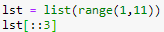 lst = list(range(1,11))
lst[::3]